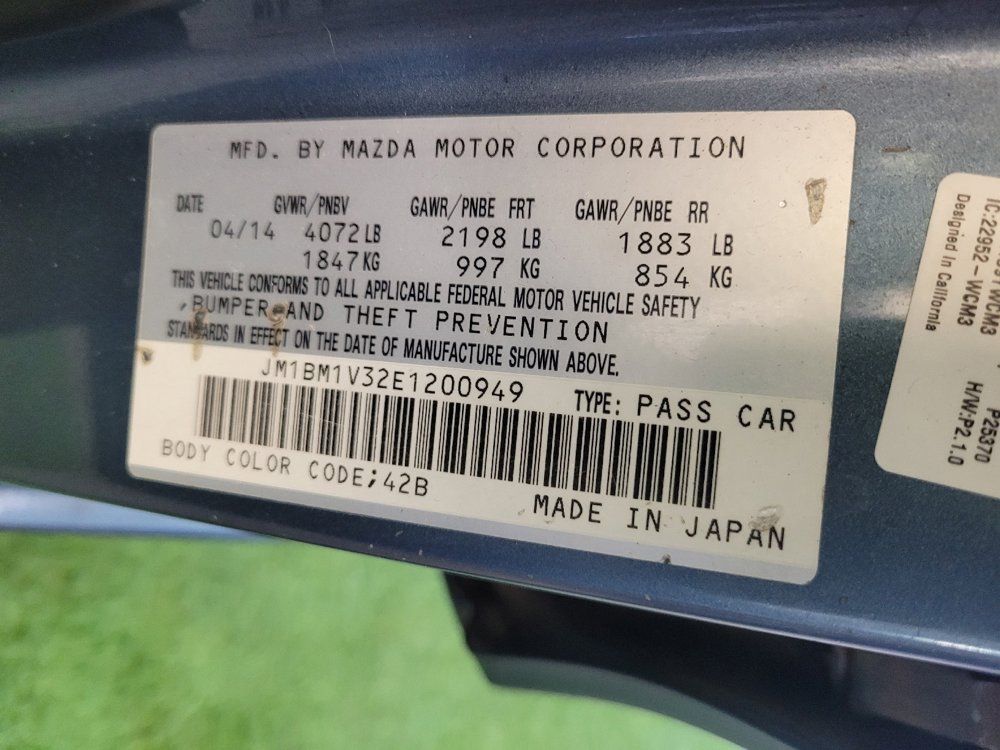 MFD. BY MAZDA MOTOR CORPORATION
DATE GVWR/PNBV GAWR/PNBE FRT GAWR/PNBE RR
04/14 4072LB 2198 LB 1883 LB
1847KG 997 KG 854 KG
THIS VEHICLE CONFORMS TO ALL APPLICABLE FEDERAL MOTOR VEHICLE SAFETY
,BUMPER AND THEFT PREVENTION
STANDARDS IN EFFECT ON THE DATE OF MANUFACTURE SHOWN ABOVE.
JM1BM1V32E1200949 TYPE: PASS CAR
BODY COLOR CODE;42B
MADE IN JAPAN
IC:22952-WCM3
Designed in California
P25370
H/W:P2.1.0